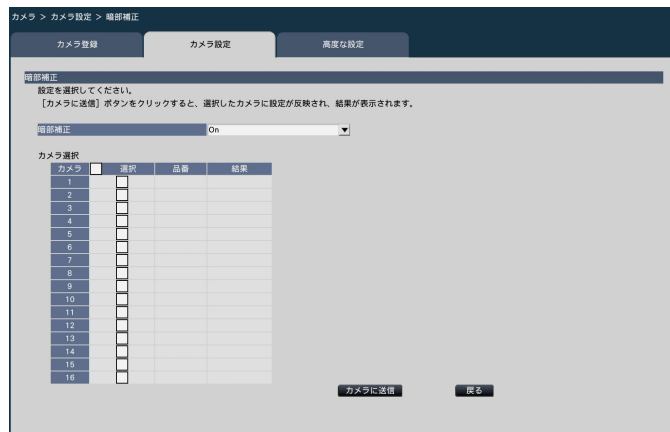 カメラ > カメラ設定 > 暗部補正
カメラ登録 カメラ設定 高度な設定
暗部補正
設定を選択してください。
［カメラに送信］ボタンをクリックすると、選択したカメラに設定が反映され、結果が表示されます。
暗部補正 On
カメラ選択
カメラ 選択 品番 結果
1
2
3
4
5
6
7
8
9
10
11
12
13
14
15
16
カメラに送信 戻る